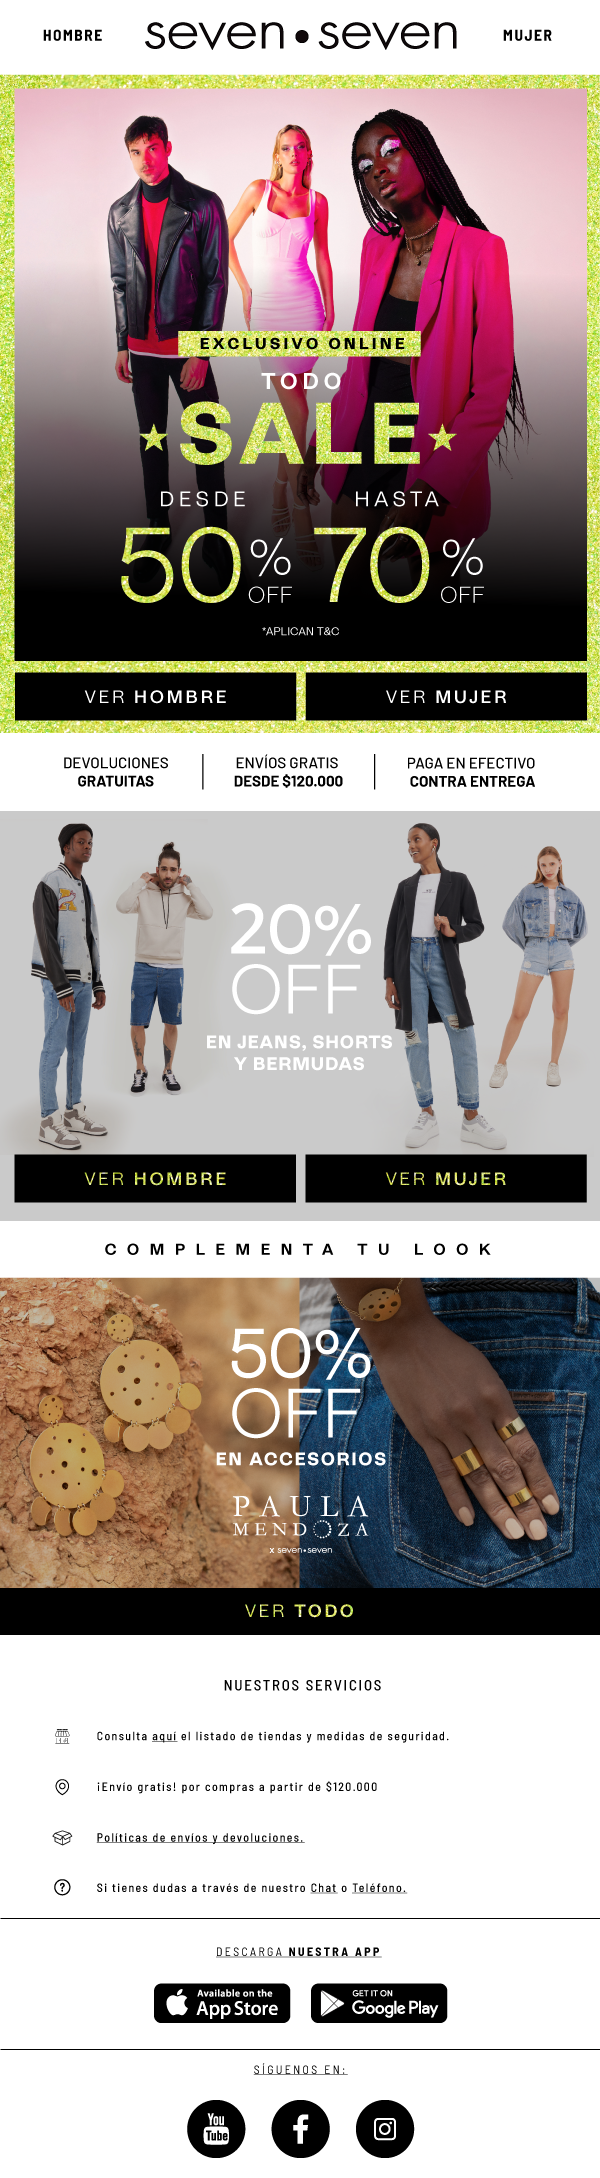 HOMBRE
seven•seven
MUJER
EXCLUSIVO ONLINE
TODO
SALE
DESDE
HASTA
50% OFF
70% OFF
*APLICAN T&C
VER HOMBRE
VER MUJER
DEVOLUCIONES
GRATUITAS
ENVÍOS GRATIS
DESDE $120.000
PAGA EN EFECTIVO
CONTRA ENTREGA
20%
OFF
EN JEANS, SHORTS
Y BERMUDAS
VER HOMBRE
VER MUJER
COMPLEMENTA TU LOOK
50%
OFF
EN ACCESORIOS
PAULA
MENDOZA
x seven•seven
VER TODO
NUESTROS SERVICIOS
Consulta aquí el listado de tiendas y medidas de seguridad.
¡Envío gratis! por compras a partir de $120.000
Políticas de envíos y devoluciones.
Si tienes dudas a través de nuestro Chat o Teléfono.
DESCARGA NUESTRA APP
Available on the
App Store
GET IT ON
Google Play
SÍGUENOS EN:
You
Tube